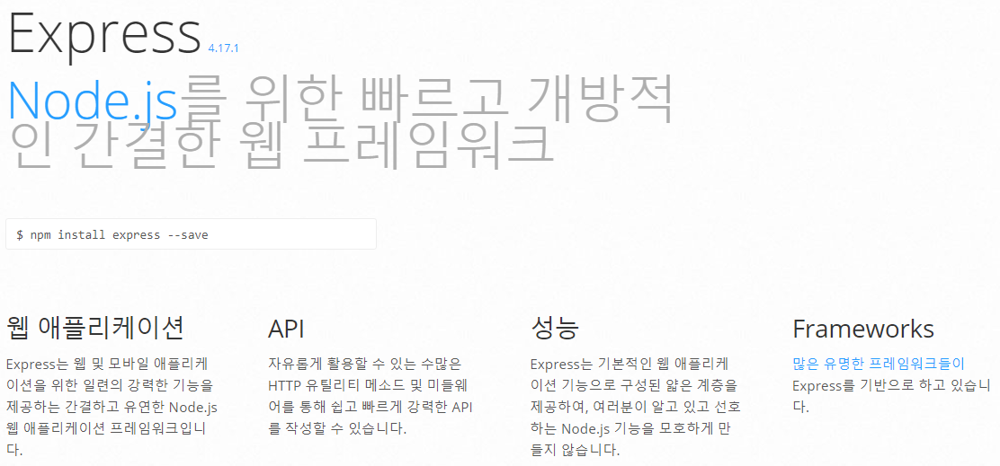 Express 4.17.1
Node.js를 위한 빠르고 개방적
인 간결한 웹 프레임워크
$ npm install express --save
웹 애플리케이션
Express는 웹 및 모바일 애플리케
이션을 위한 일련의 강력한 기능을
제공하는 간결하고 유연한 Node.js
웹 애플리케이션 프레임워크입니
다.
API
자유롭게 활용할 수 있는 수많은
HTTP 유틸리티 메소드 및 미들웨
어를 통해 쉽고 빠르게 강력한 API
를 작성할 수 있습니다.
성능
Express는 기본적인 웹 애플리케
이션 기능으로 구성된 얇은 계층을
제공하여, 여러분이 알고 있고 선호
하는 Node.js 기능을 모호하게 만
들지 않습니다.
Frameworks
많은 유명한 프레임워크들이
Express를 기반으로 하고 있습니
다.